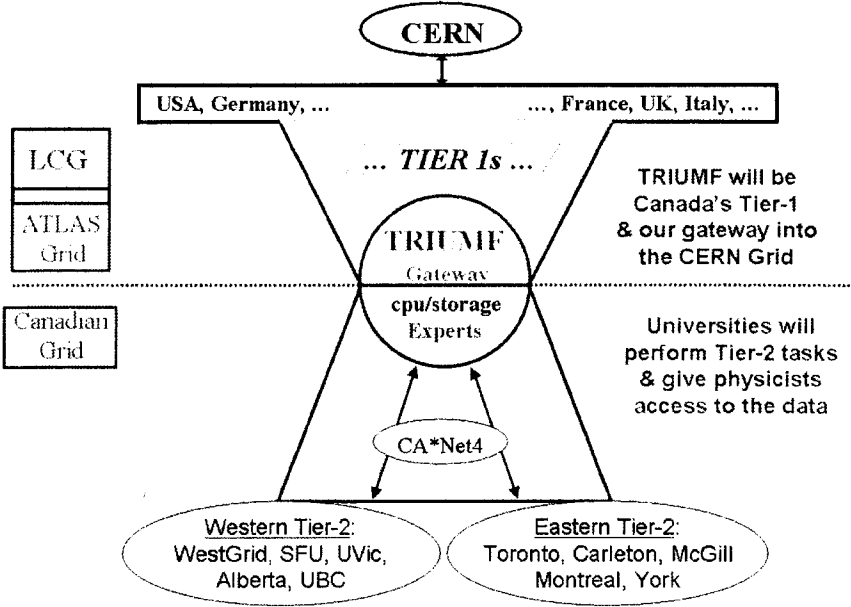 CERN
USA, Germany, ...
..., France, UK, Italy, ...
... TIER 1s ...
LCG
ATLAS
Grid
TRIUMF
Gateway
TRIUMF will be
Canada's Tier-1
& our gateway into
the CERN Grid
cpu/storage
Experts
Canadian
Grid
Universities will
perform Tier-2 tasks
& give physicists
access to the data
CA*Net4
Western Tier-2:
WestGrid, SFU, UVic,
Alberta, UBC
Eastern Tier-2:
Toronto, Carleton, McGill
Montreal, York